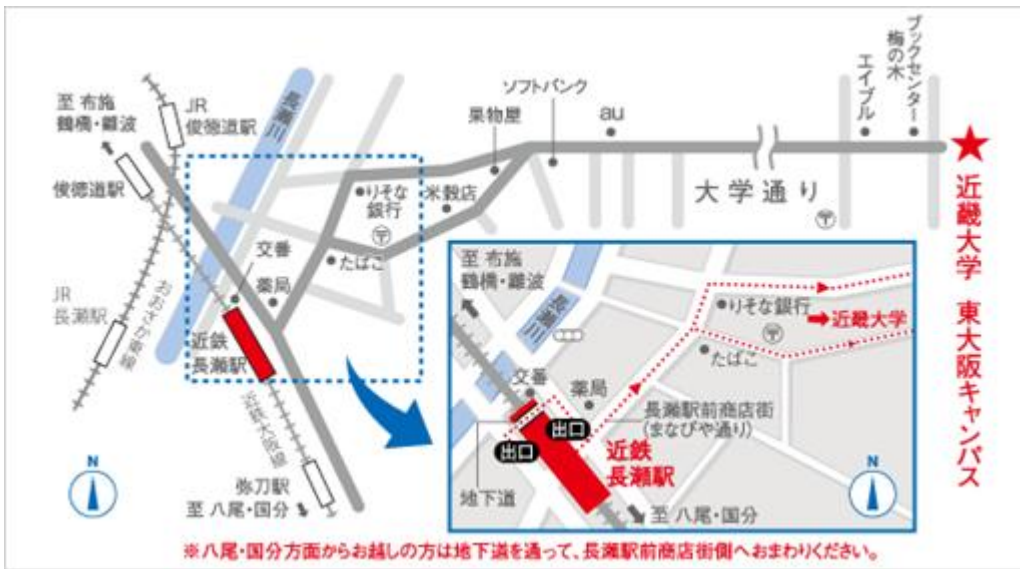 至 布施
鶴橋・難波
JR
俊徳道駅
長瀬川
俊徳道駅
交番
薬局
りそな
銀行
〒
米穀店
たばこ
果物屋
ソフトバンク
au
エイブル
ブックセンター
梅の木
大学通り
〒
★
近畿大学 東大阪キャンパス
JR
長瀬駅
おおさか東線
近鉄
長瀬駅
近鉄大阪線
弥刀駅
至 八尾・国分
N
至 布施
鶴橋・難波
長瀬川
りそな銀行
〒
近畿大学
たばこ
交番
薬局
長瀬駅前商店街
(まなびや通り)
出口
出口
近鉄
長瀬駅
地下道
至 八尾・国分
N
※八尾・国分方面からお越しの方は地下道を通って、長瀬駅前商店街側へおまわりください。